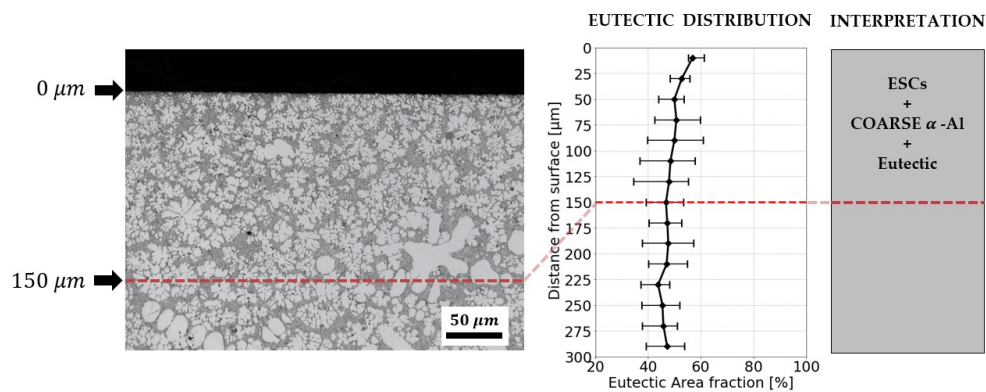 EUTECTIC DISTRIBUTION
INTERPRETATION
0 µm
150 µm
50 µm
Distance from surface [µm]
0
25
50
75
100
125
150
175
200
225
250
275
300
20 40 60 80 100
Eutectic Area fraction [%]
ESCs
+
COARSE α -Al
+
Eutectic